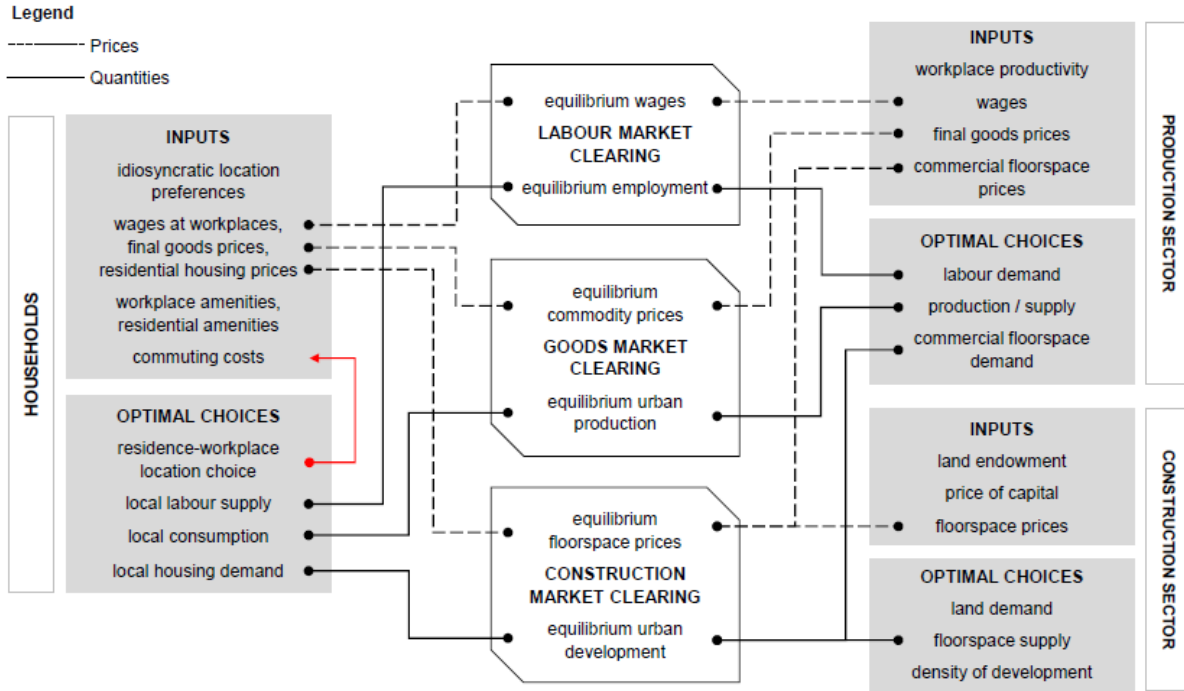 Legend
Prices
Quantities
HOUSEHOLDS
INPUTS
idiosyncratic location
preferences
wages at workplaces,
final goods prices,
residential housing prices
workplace amenities,
residential amenities
commuting costs
OPTIMAL CHOICES
residence-workplace
location choice
local labour supply
local consumption
local housing demand
equilibrium wages
LABOUR MARKET
CLEARING
equilibrium employment
equilibrium
commodity prices
GOODS MARKET
CLEARING
equilibrium urban
production
equilibrium
floorspace prices
CONSTRUCTION
MARKET CLEARING
equilibrium urban
development
INPUTS
workplace productivity
wages
final goods prices
commercial floorspace
prices
OPTIMAL CHOICES
labour demand
production / supply
commercial floorspace
demand
PRODUCTION SECTOR
INPUTS
land endowment
price of capital
floorspace prices
OPTIMAL CHOICES
land demand
floorspace supply
density of development
CONSTRUCTION SECTOR